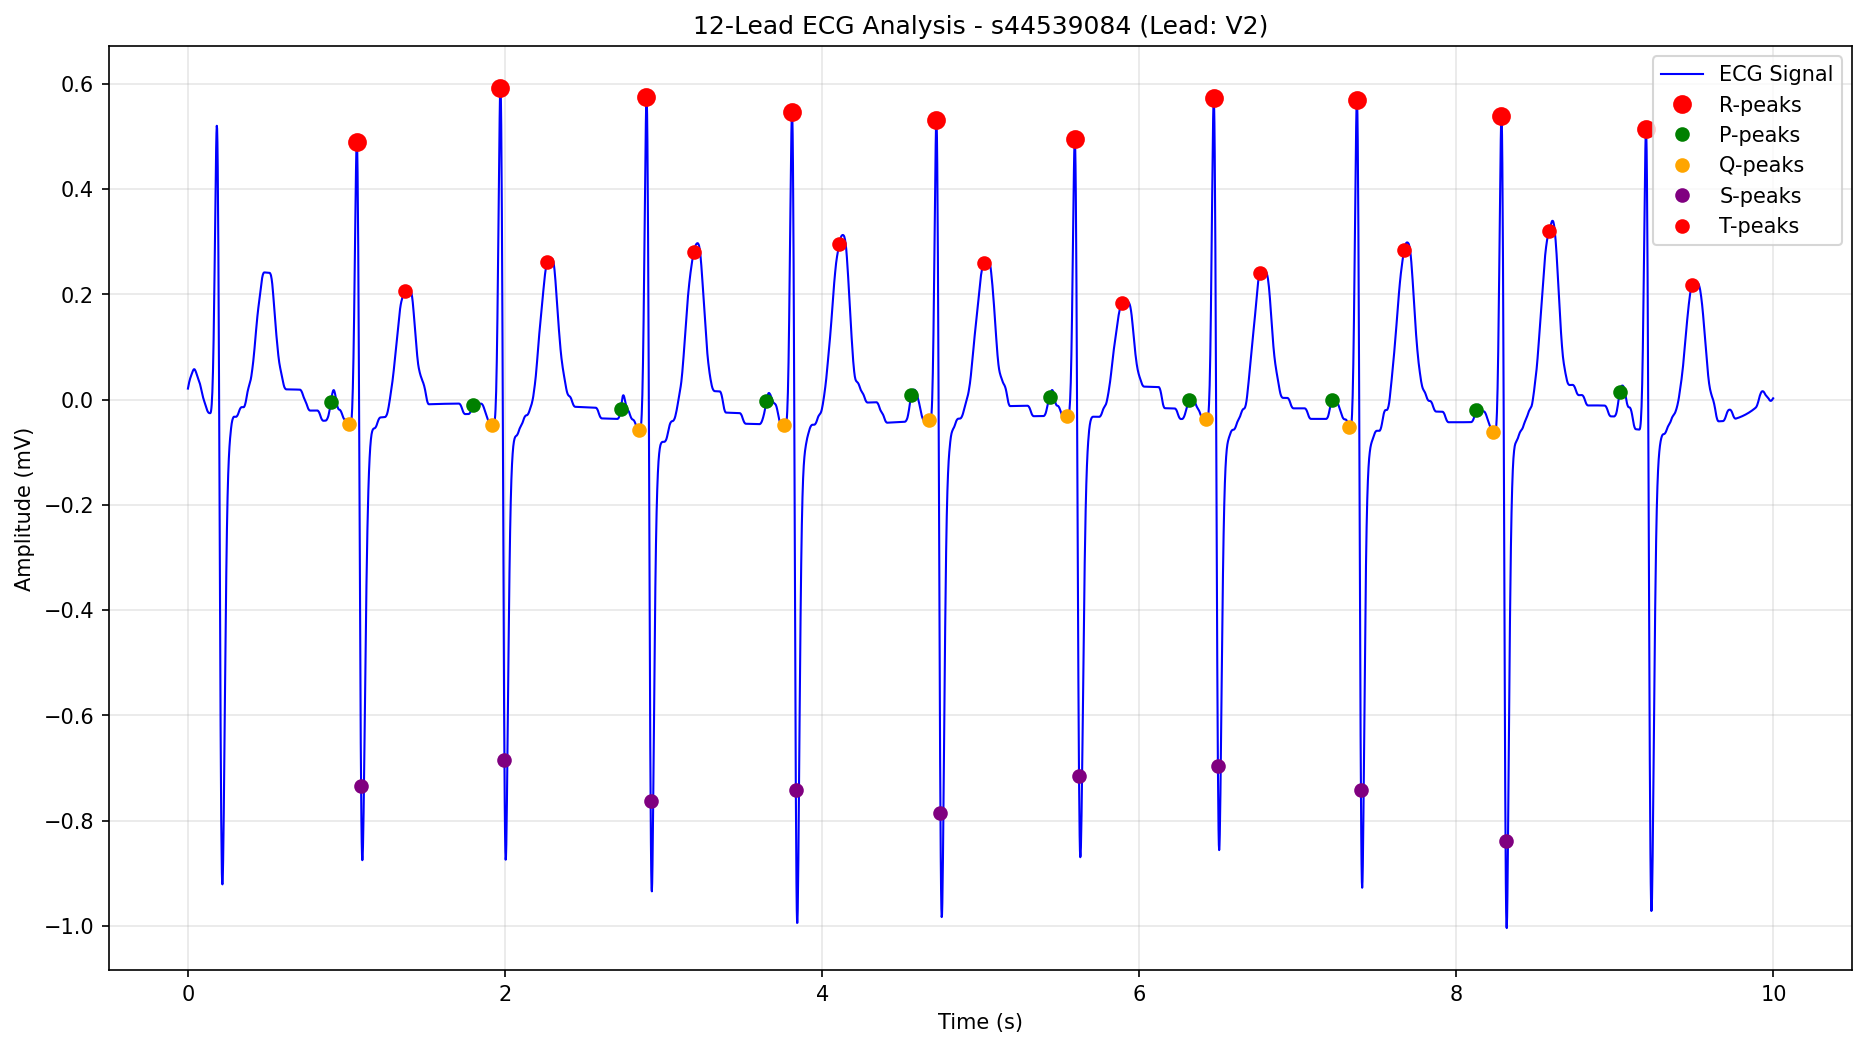 12-Lead ECG Analysis - s44539084 (Lead: V2)
ECG Signal
R-peaks
P-peaks
Q-peaks
S-peaks
T-peaks
Amplitude (mV)
0.6
0.4
0.2
0.0
−0.2
−0.4
−0.6
−0.8
−1.0
0 2 4 6 8 10
Time (s)